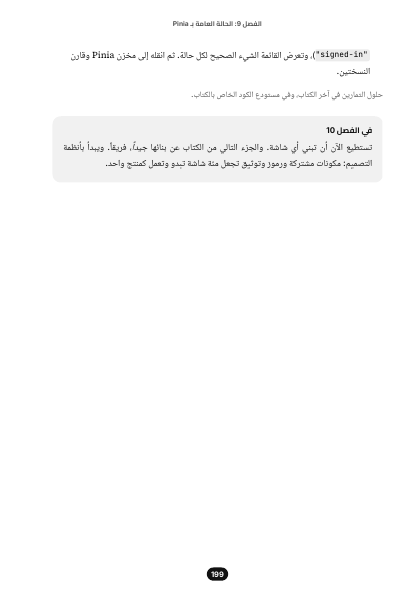 الفصل 9: الحالة العامة بـ Pinia
"signed-in")، وتعرض القائمة الشيء الصحيح لكل حالة. ثم انقله إلى مخزن Pinia وقارن
النسختين.
حلول التمارين في آخر الكتاب، وفي مستودع الكود الخاص بالكتاب.
في الفصل 10
تستطيع الآن أن تبني أي شاشة. والجزء التالي من الكتاب عن بنائها جيداً، فريقاً. ويبدأ بأنظمة
التصميم: مكونات مشتركة ورموز وتوثيق تجعل مئة شاشة تبدو وتعمل كمنتج واحد.
199